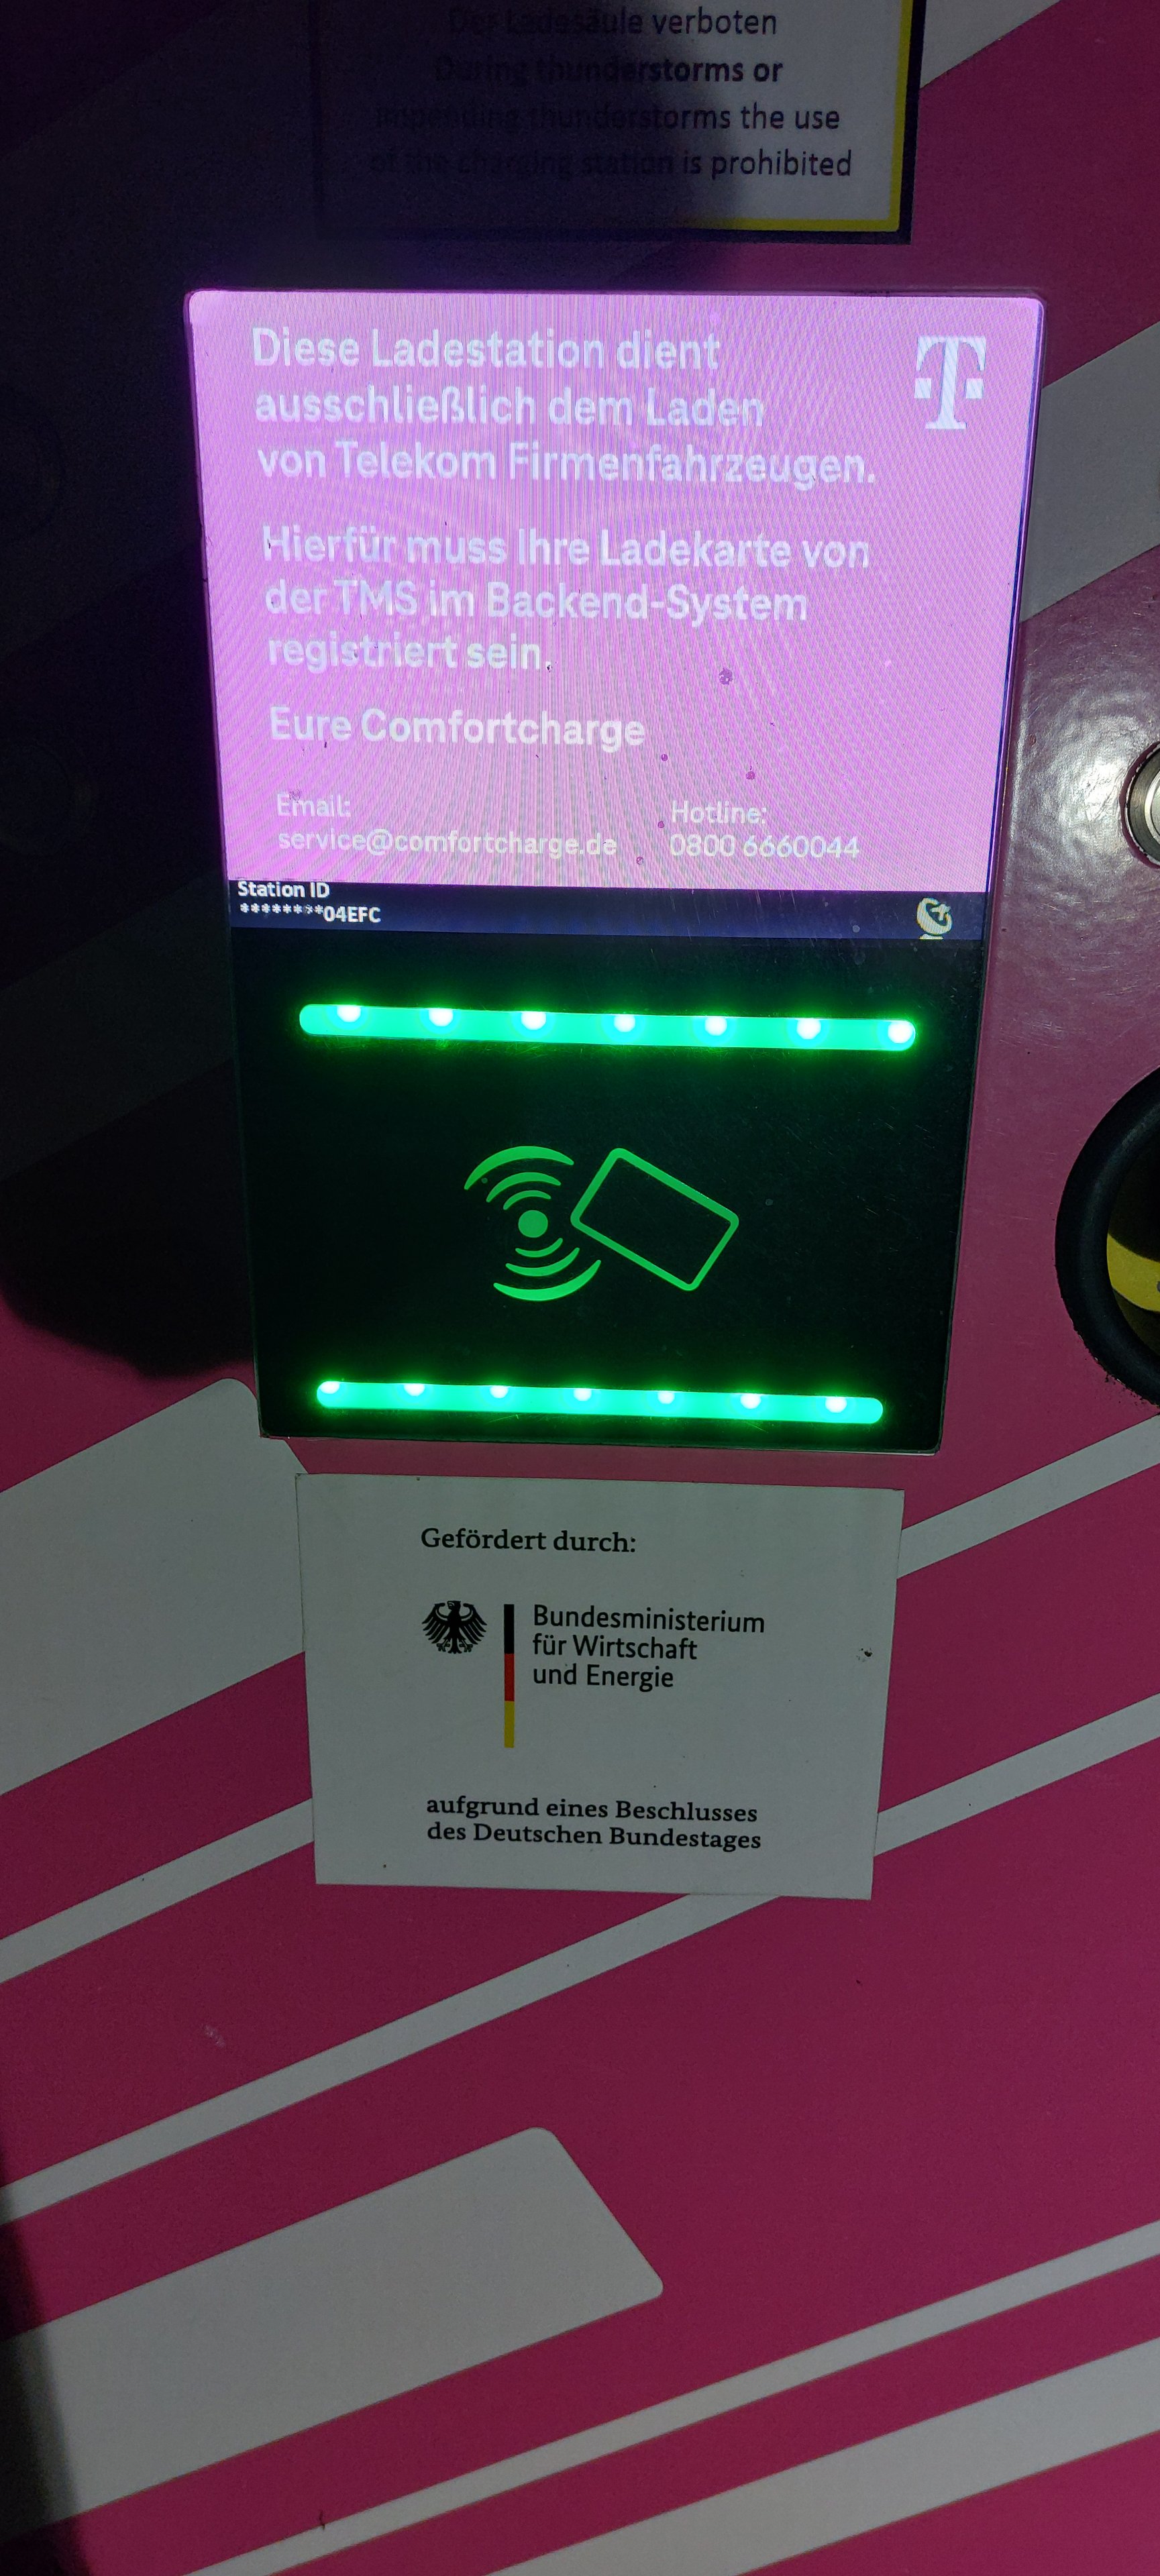 Der Ladesäule verboten
During thunderstorms or
impending thunderstorms the use
of the charging station is prohibited
Diese Ladestation dient
ausschließlich dem Laden
von Telekom Firmenfahrzeugen.
T
Hierfür muss Ihre Ladekarte von
der TMS im Backend-System
registriert sein.
Eure Comfortcharge
Email:
service@comfortcharge.de
Hotline:
0800 6660044
Station ID
********04EFC
Gefördert durch:
Bundesministerium
für Wirtschaft
und Energie
aufgrund eines Beschlusses
des Deutschen Bundestages